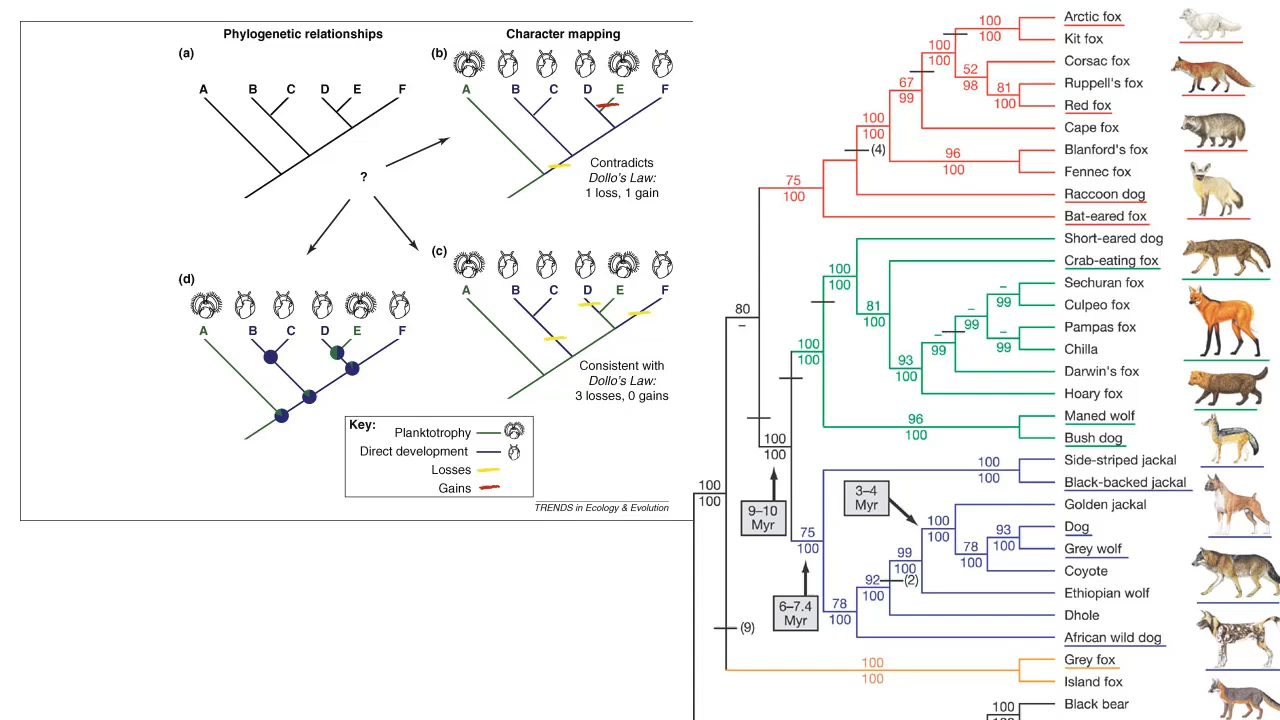 Phylogenetic relationships
Character mapping
(a)
A B C D E F
?
(b)
A B C D E F
Contradicts
Dollo's Law:
1 loss, 1 gain
(c)
A B C D E F
Consistent with
Dollo's Law:
3 losses, 0 gains
(d)
A B C D E F
Key:
Planktotrophy
Direct development
Losses
Gains
TRENDS in Ecology & Evolution
100
100
Arctic fox
Kit fox
100
100
Corsac fox
52
98
Ruppell's fox
81
100
Red fox
67
99
Cape fox
100
100
(4)
Blanford's fox
96
100
Fennec fox
Raccoon dog
75
100
Bat-eared fox
Short-eared dog
100
100
Crab-eating fox
Sechuran fox
–
99
Culpeo fox
81
100
–
99
Pampas fox
–
99
Chilla
–
99
Darwin's fox
93
100
Hoary fox
80
–
100
100
Maned wolf
96
100
Bush dog
100
100
Side-striped jackal
100
100
Black-backed jackal
100
100
9–10
Myr
3–4
Myr
Golden jackal
100
100
Dog
93
100
Grey wolf
78
100
Coyote
75
100
99
100
Ethiopian wolf
92
100
(2)
Dhole
6–7.4
Myr
78
100
African wild dog
(9)
Grey fox
100
100
Island fox
Black bear
100